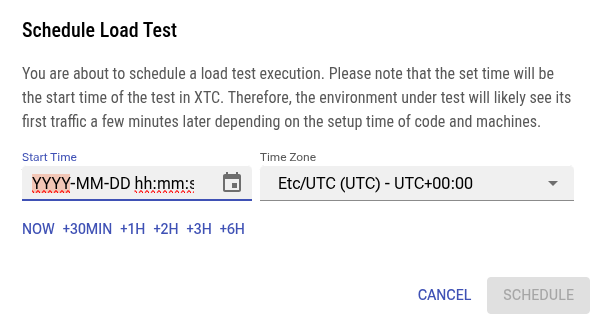 Schedule Load Test
You are about to schedule a load test execution. Please note that the set time will be
the start time of the test in XTC. Therefore, the environment under test will likely see its
first traffic a few minutes later depending on the setup time of code and machines.
Start Time
Time Zone
YYYY-MM-DD hh:mm:s
Etc/UTC (UTC) - UTC+00:00
NOW +30MIN +1H +2H +3H +6H
CANCEL SCHEDULE